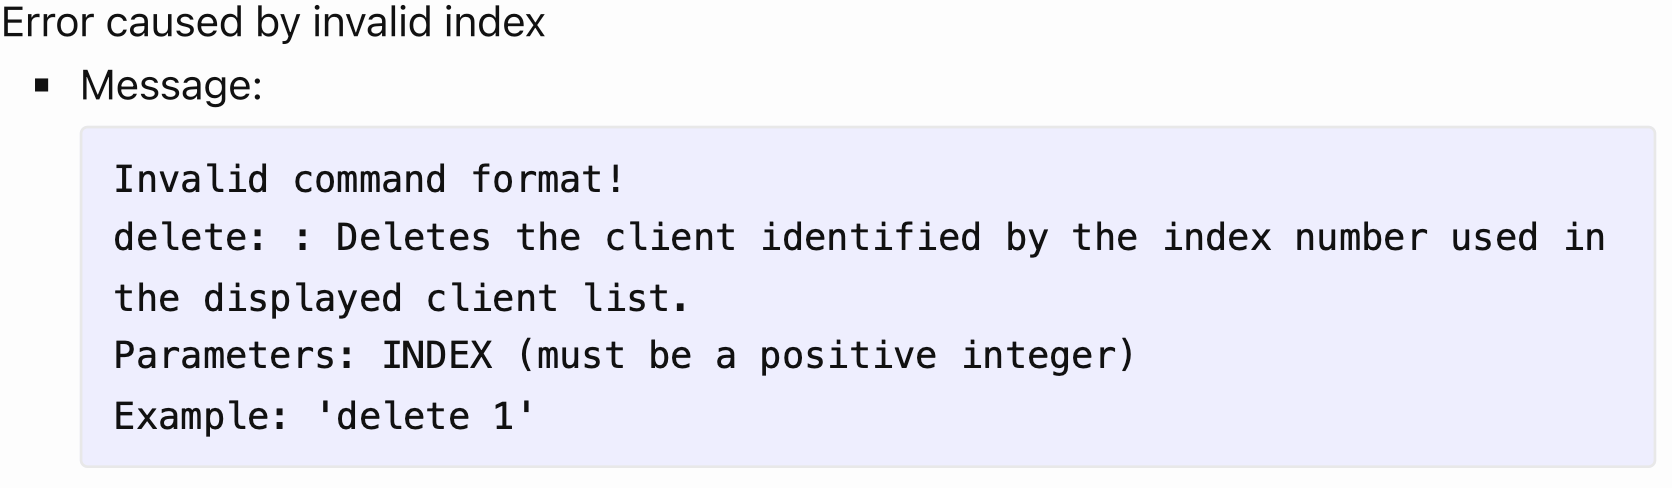 Error caused by invalid index
▪ Message:
Invalid command format!
delete: : Deletes the client identified by the index number used in
the displayed client list.
Parameters: INDEX (must be a positive integer)
Example: 'delete 1'